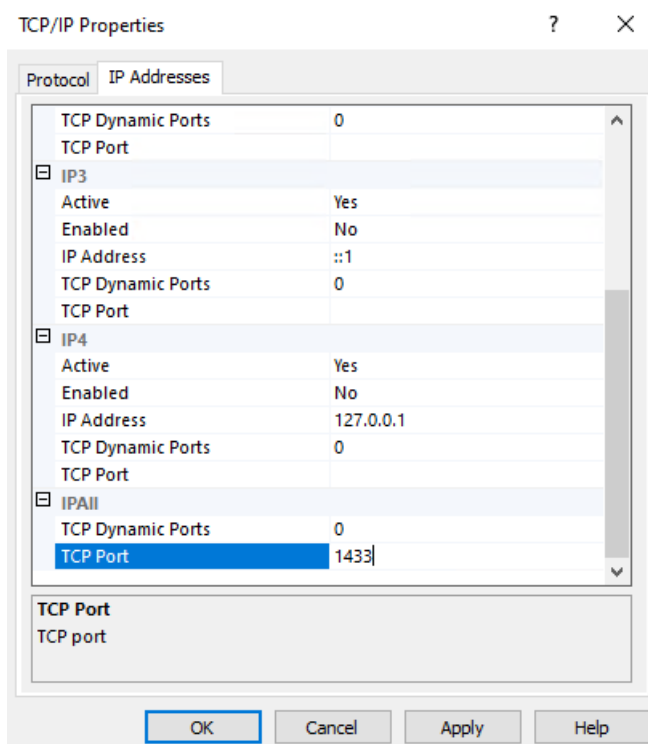 TCP/IP Properties ?
Protocol IP Addresses
TCP Dynamic Ports 0
TCP Port
IP3
Active Yes
Enabled No
IP Address ::1
TCP Dynamic Ports 0
TCP Port
IP4
Active Yes
Enabled No
IP Address 127.0.0.1
TCP Dynamic Ports 0
TCP Port
IPAll
TCP Dynamic Ports 0
TCP Port 1433
TCP Port
TCP port
OK Cancel Apply Help